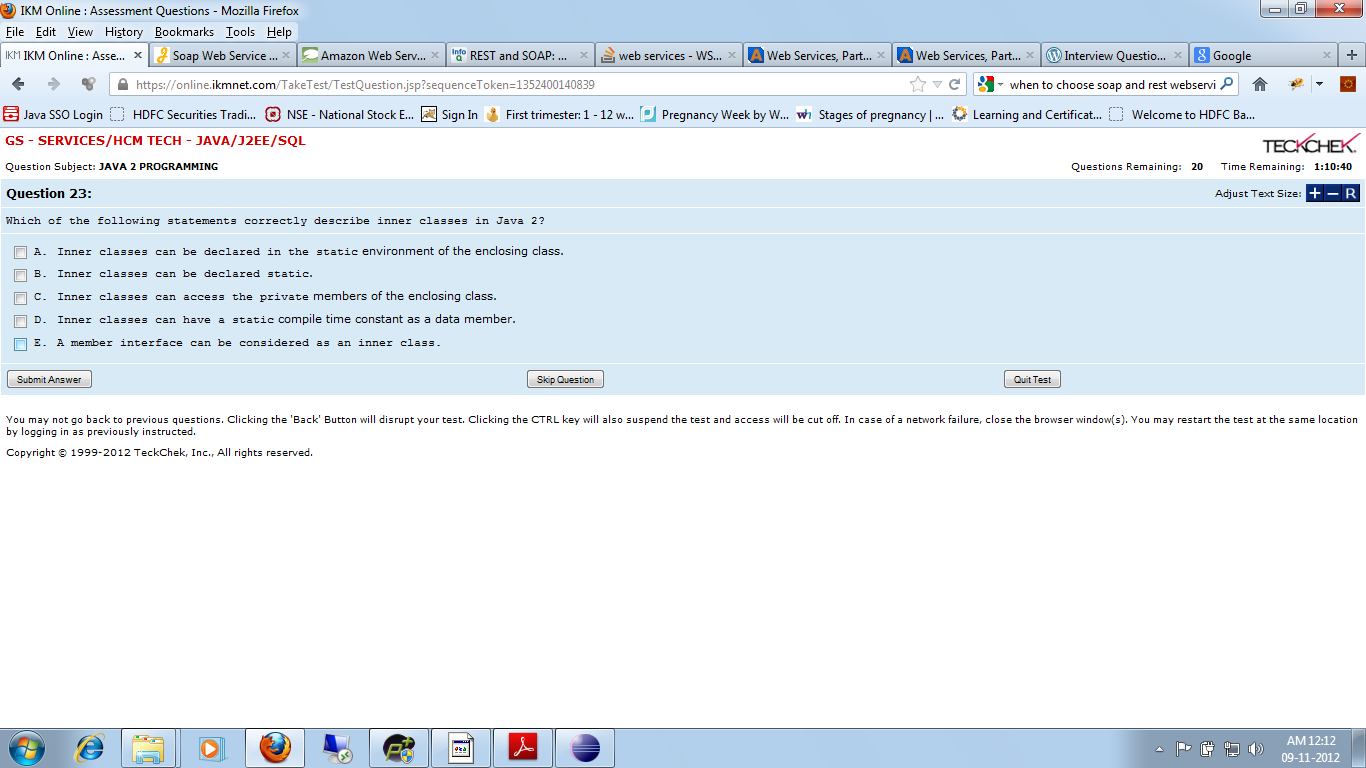 IKM Online : Assessment Questions - Mozilla Firefox
File Edit View History Bookmarks Tools Help
IKM IKM Online : Asse... Soap Web Service ... Amazon Web Serv... REST and SOAP: ... web services - WS... Web Services, Part... Web Services, Part... Interview Questio... Google
https://online.ikmnet.com/TakeTest/TestQuestion.jsp?sequenceToken=1352400140839 when to choose soap and rest webservi
Java SSO Login HDFC Securities Tradi... NSE - National Stock E... Sign In First trimester: 1 - 12 w... Pregnancy Week by W... Stages of pregnancy | ... Learning and Certificat... Welcome to HDFC Ba...
GS - SERVICES/HCM TECH - JAVA/J2EE/SQL TECKCHEK
Question Subject: JAVA 2 PROGRAMMING Questions Remaining: 20 Time Remaining: 1:10:40
Question 23: Adjust Text Size: + − R
Which of the following statements correctly describe inner classes in Java 2?
A. Inner classes can be declared in the static environment of the enclosing class.
B. Inner classes can be declared static.
C. Inner classes can access the private members of the enclosing class.
D. Inner classes can have a static compile time constant as a data member.
E. A member interface can be considered as an inner class.
Submit Answer Skip Question Quit Test
You may not go back to previous questions. Clicking the 'Back' Button will disrupt your test. Clicking the CTRL key will also suspend the test and access will be cut off. In case of a network failure, close the browser window(s). You may restart the test at the same location
by logging in as previously instructed.
Copyright © 1999-2012 TeckChek, Inc., All rights reserved.
AM 12:12
09-11-2012